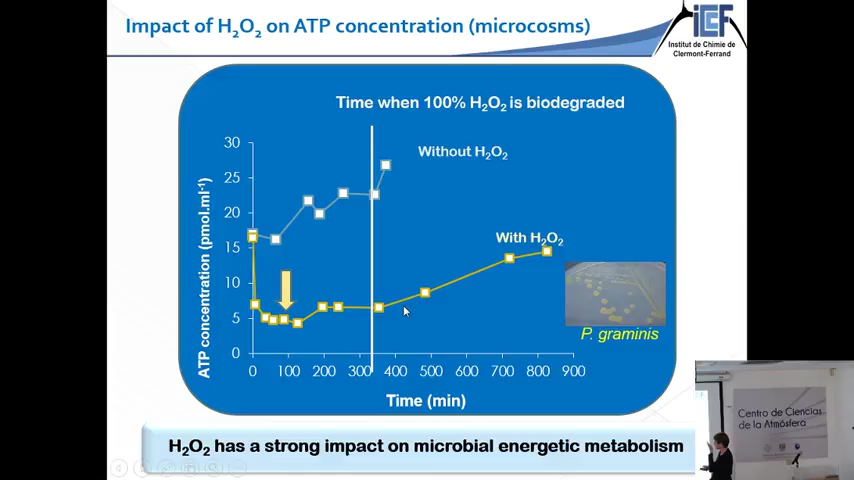 Impact of H₂O₂ on ATP concentration (microcosms)
iCCF
Institut de Chimie de
Clermont-Ferrand
Time when 100% H₂O₂ is biodegraded
Without H₂O₂
With H₂O₂
ATP concentration (pmol.ml⁻¹)
30
25
20
15
10
5
0
0 100 200 300 400 500 600 700 800 900
Time (min)
P. graminis
H₂O₂ has a strong impact on microbial energetic metabolism
Centro de Ciencias
de la Atmósfera